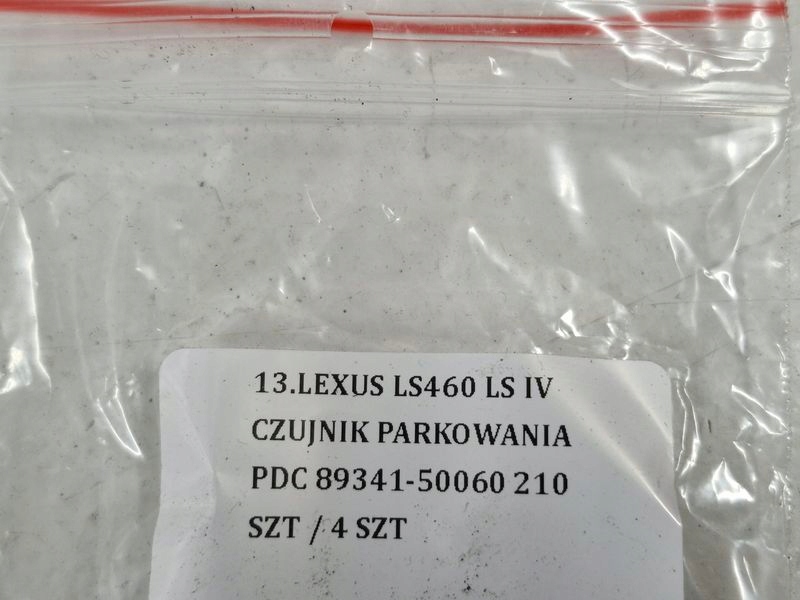 13.LEXUS LS460 LS IV
CZUJNIK PARKOWANIA
PDC 89341-50060 210
SZT / 4 SZT